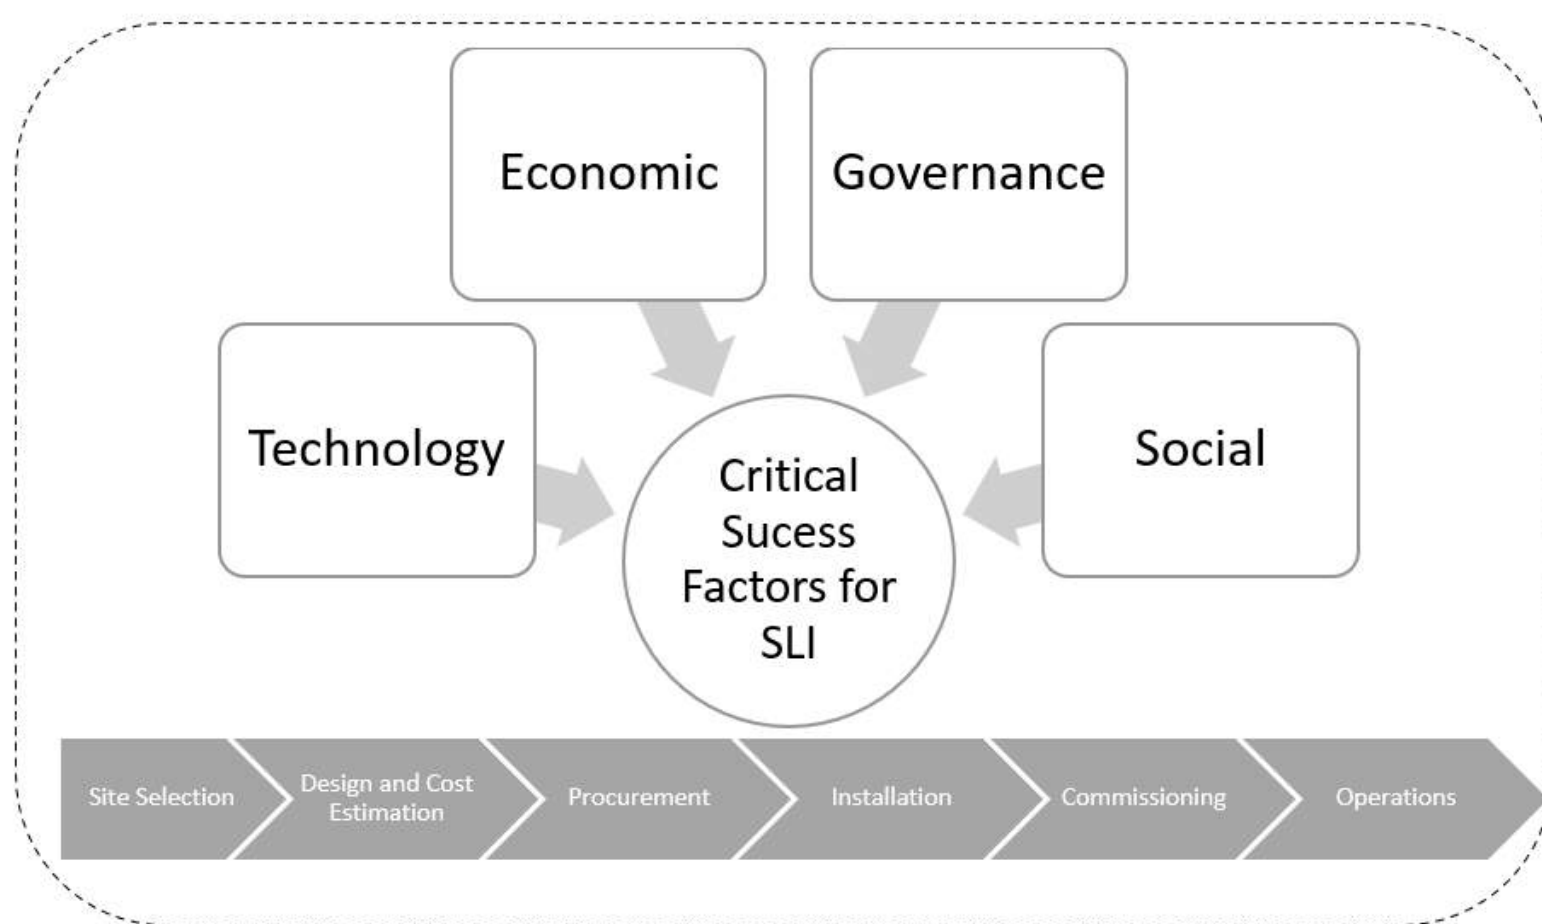 Economic
Governance
Technology
Social
Critical
Sucess
Factors for
SLI
Site Selection
Design and Cost
Estimation
Procurement
Installation
Commissioning
Operations